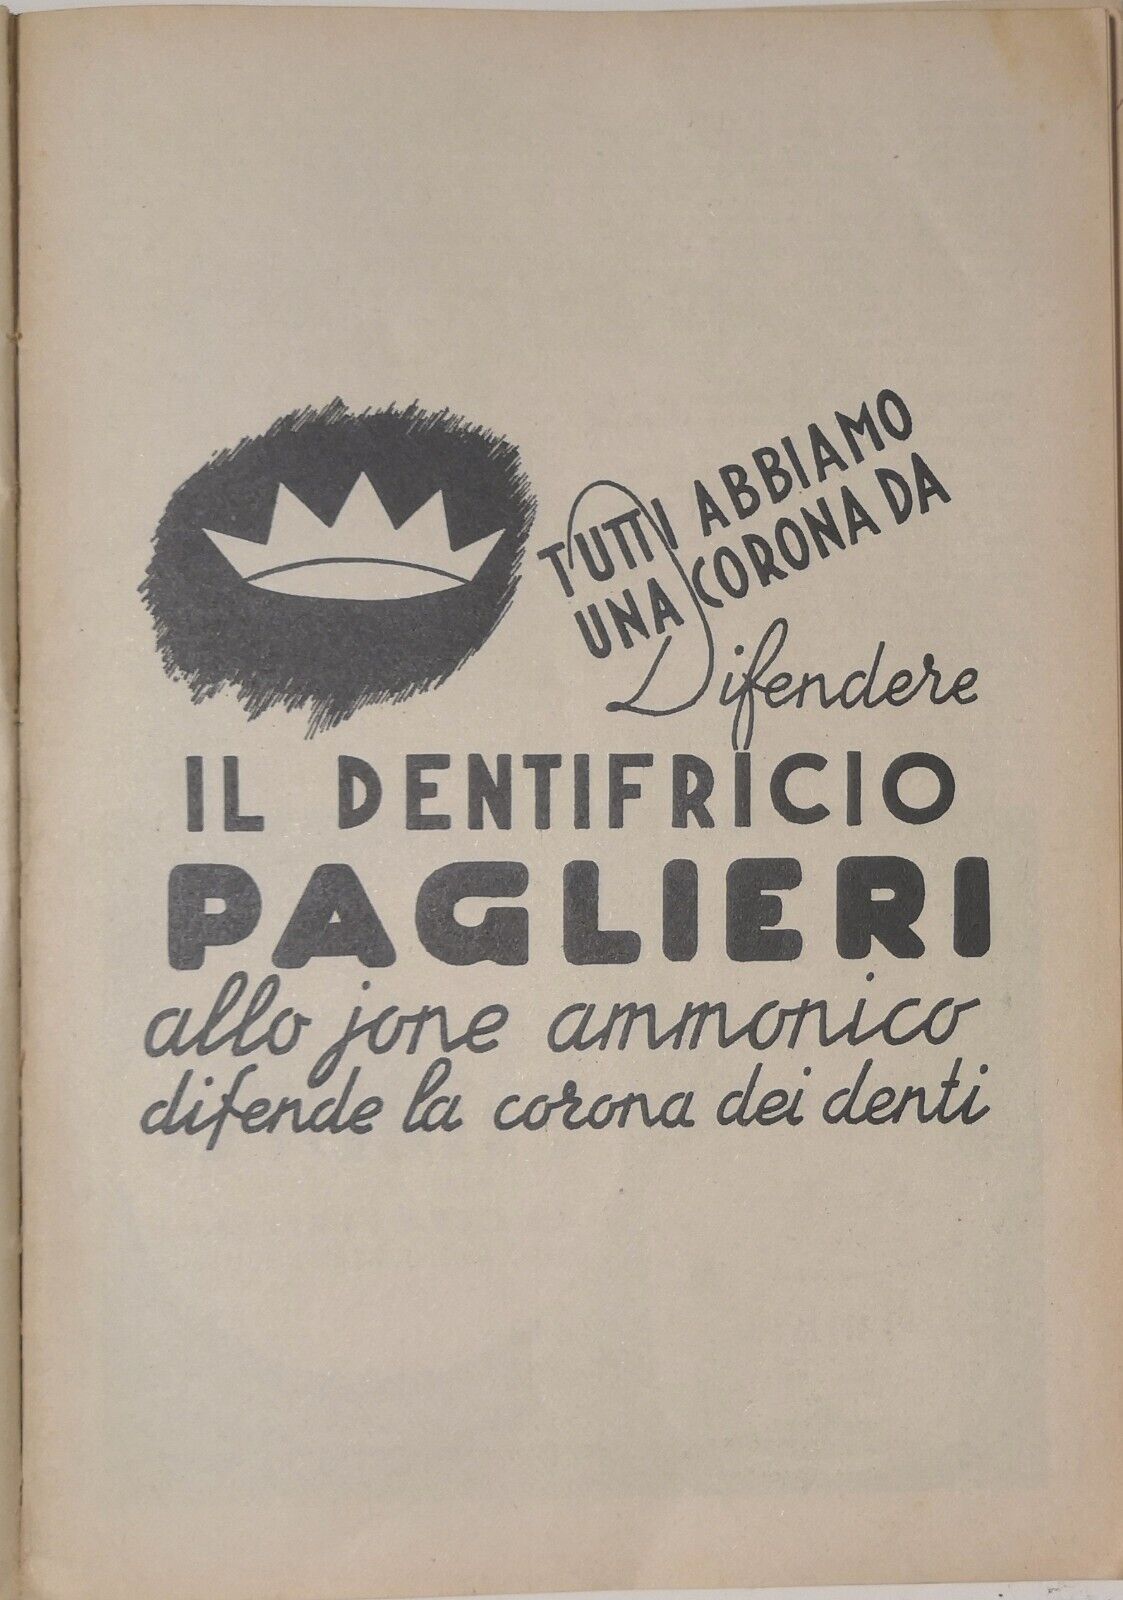 TUTTI ABBIAMO
UNA CORONA DA
Difendere
IL DENTIFRICIO
PAGLIERI
allo jone ammonico
difende la corona dei denti